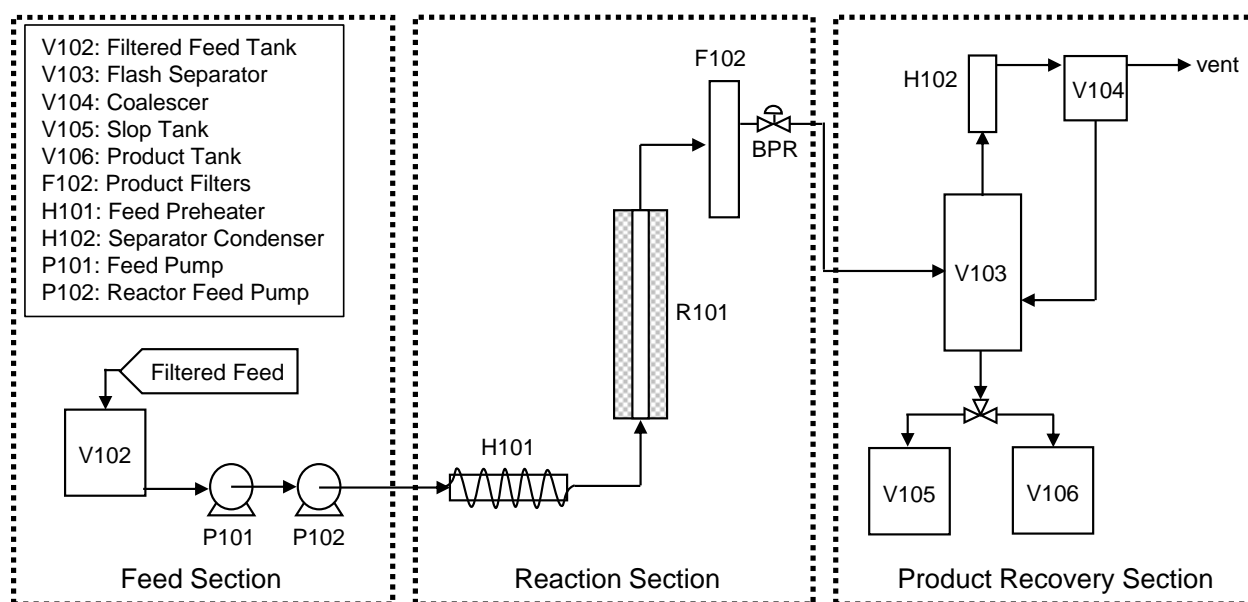 V102: Filtered Feed Tank
V103: Flash Separator
V104: Coalescer
V105: Slop Tank
V106: Product Tank
F102: Product Filters
H101: Feed Preheater
H102: Separator Condenser
P101: Feed Pump
P102: Reactor Feed Pump
Filtered Feed
V102
P101
P102
Feed Section
F102
BPR
R101
H101
Reaction Section
H102
V104
vent
V103
V105
V106
Product Recovery Section